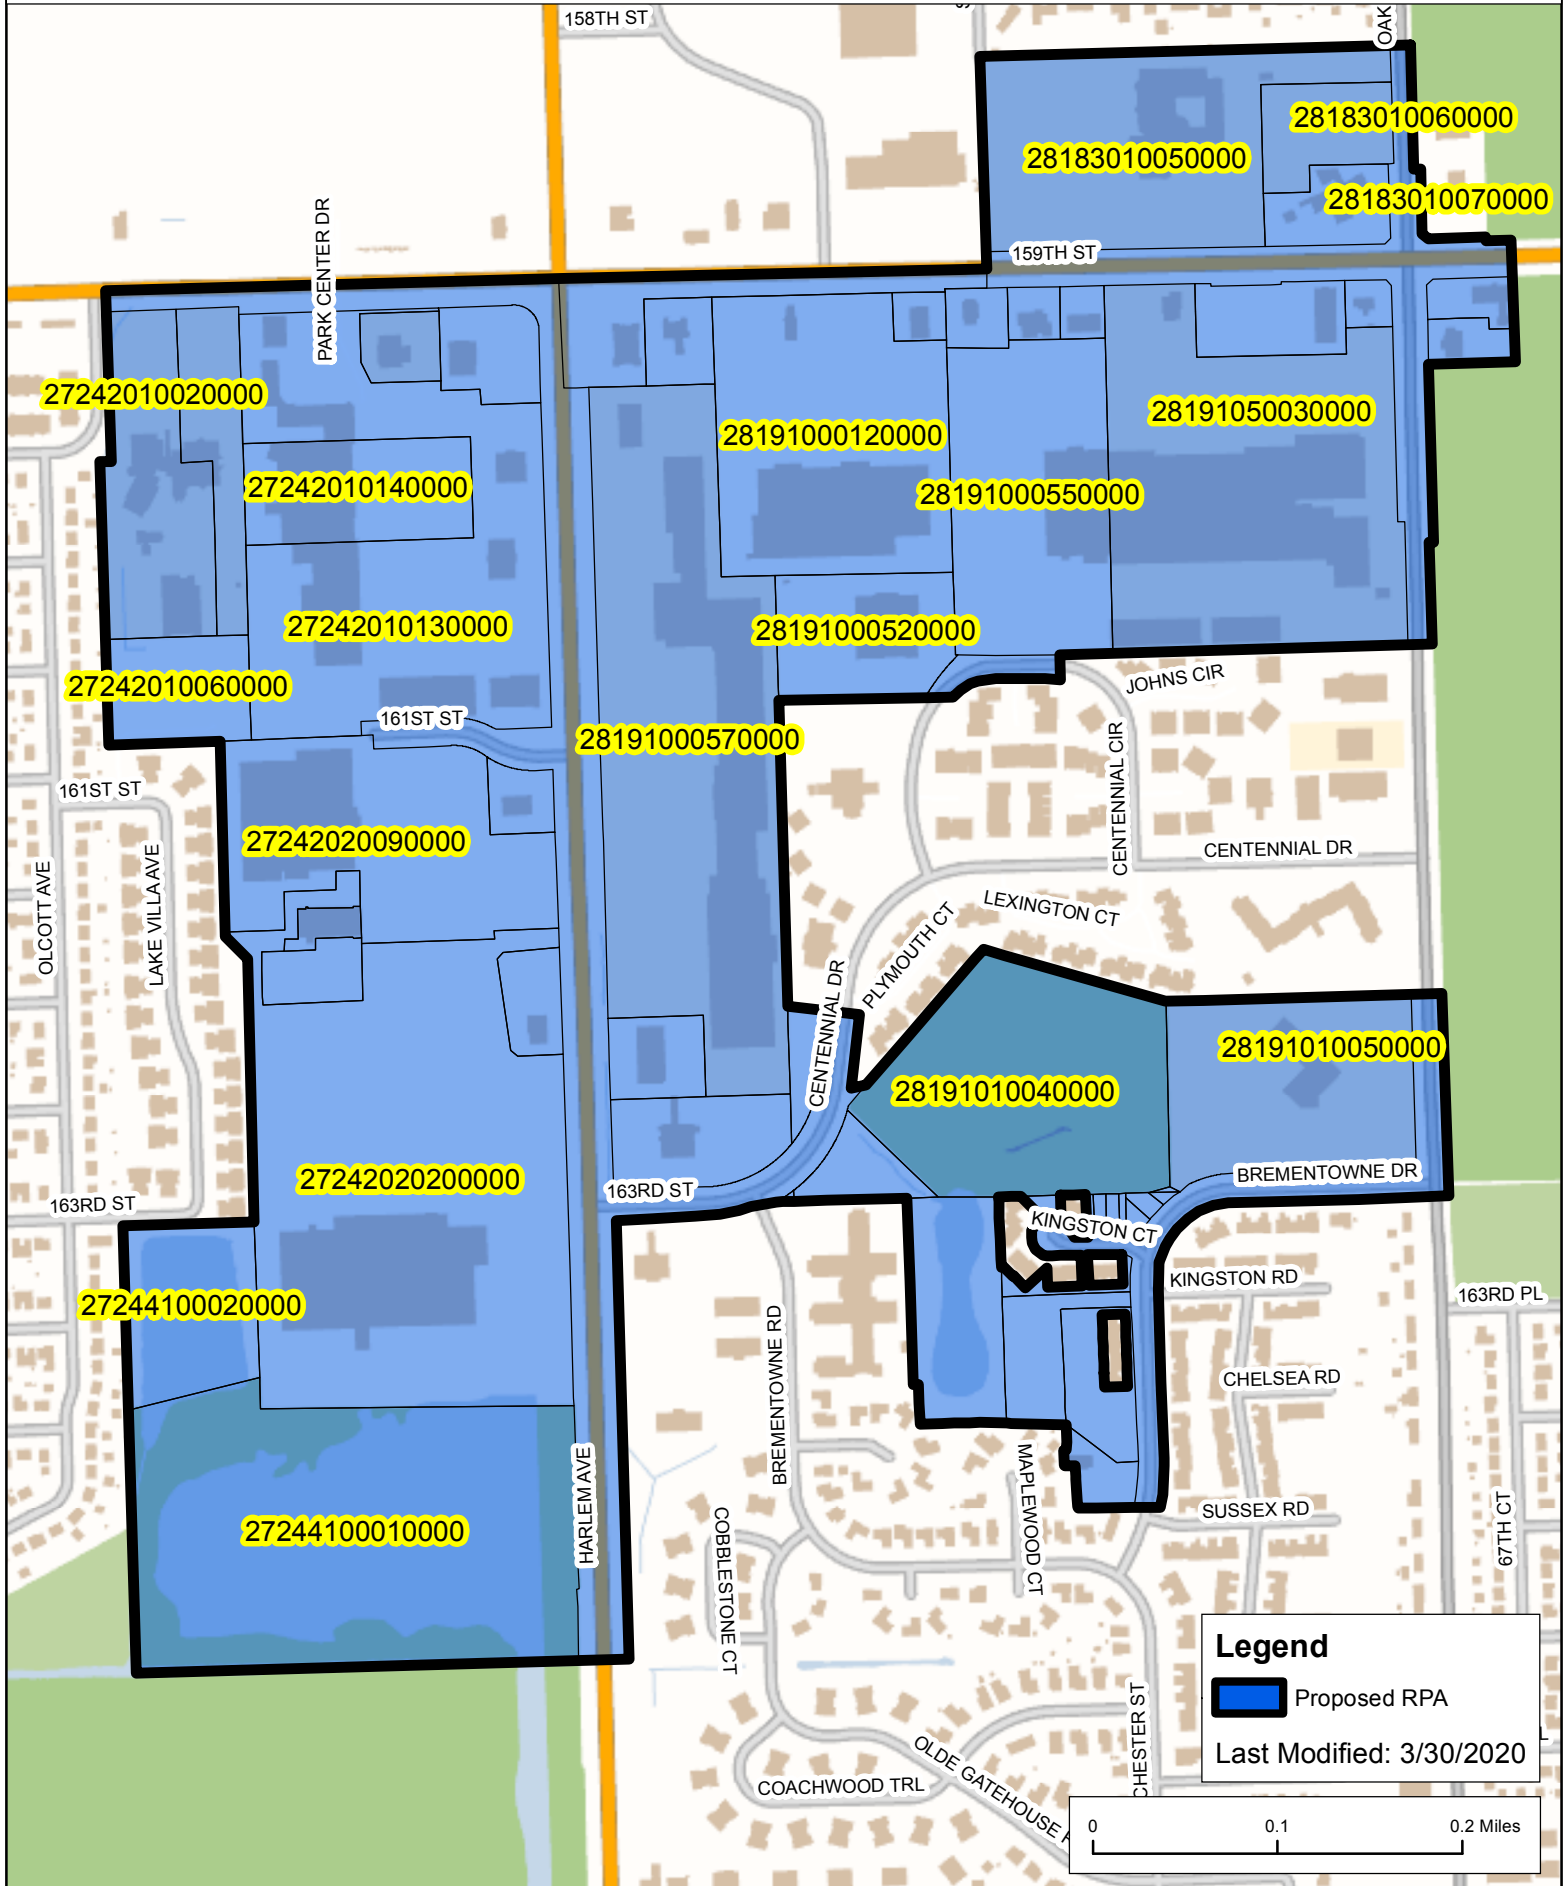 158TH ST
OAK
28183010060000
28183010050000
28183010070000
PARK CENTER DR
159TH ST
27242010020000
28191050030000
28191000120000
27242010140000
28191000550000
27242010130000
28191000520000
27242010060000
JOHNS CIR
161ST ST
28191000570000
CENTENNIAL CIR
161ST ST
27242020090000
CENTENNIAL DR
OLCOTT AVE
LAKE VILLA AVE
LEXINGTON CT
PLYMOUTH CT
CENTENNIAL DR
28191010050000
28191010040000
27242020200000
BREMENTOWNE DR
163RD ST
163RD ST
KINGSTON CT
KINGSTON RD
163RD PL
27244100020000
BREMENTOWNE RD
CHELSEA RD
HARLEM AVE
MAPLEWOOD CT
SUSSEX RD
27244100010000
67TH CT
COBBLESTONE CT
Legend
Proposed RPA
Last Modified: 3/30/2020
CHESTER ST
OLDE GATEHOUSE
COACHWOOD TRL
0 0.1 0.2 Miles